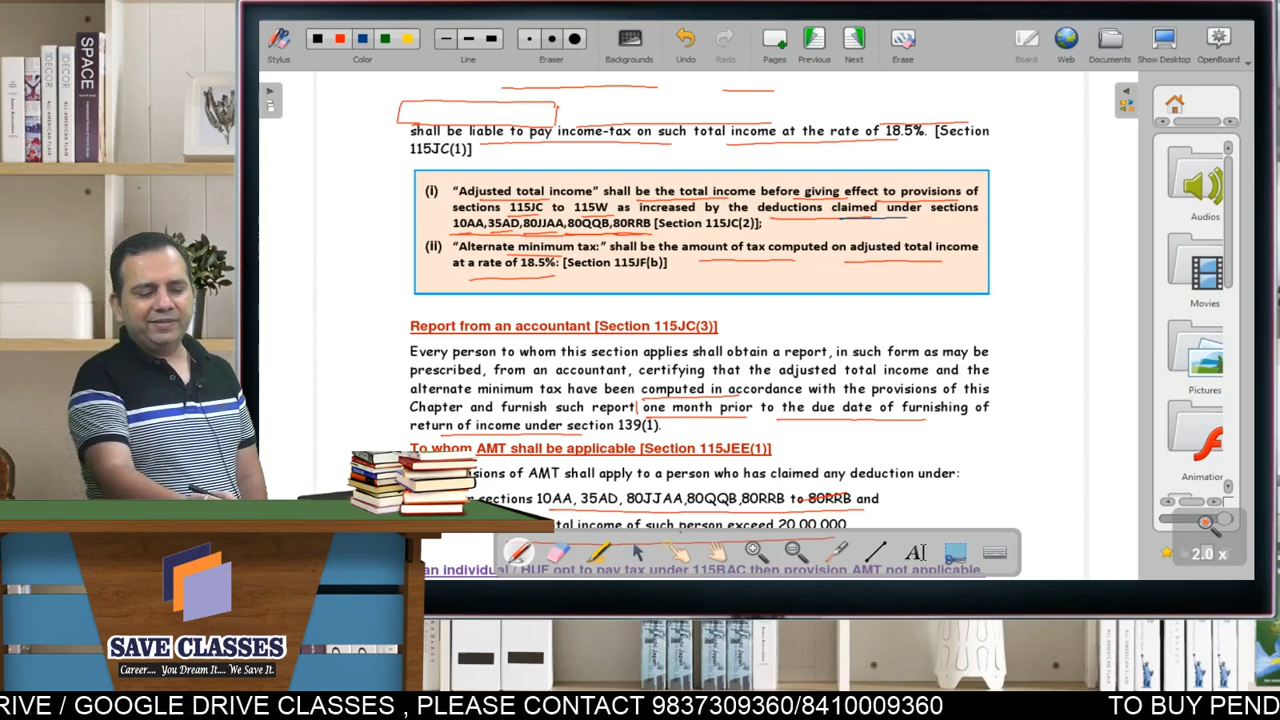 Stylus
Color
Line
Eraser
Backgrounds
Undo
Redo
Pages
Previous
Next
Erase
Board
Web
Documents
Show Desktop
OpenBoard
shall be liable to pay income-tax on such total income at the rate of 18.5%. [Section
115JC(1)]
(i) “Adjusted total income” shall be the total income before giving effect to provisions of
sections 115JC to 115W as increased by the deductions claimed under sections
10AA,35AD,80JJAA,80QQB,80RRB [Section 115JC(2)];
(ii) “Alternate minimum tax:” shall be the amount of tax computed on adjusted total income
at a rate of 18.5%: [Section 115JF(b)]
Report from an accountant [Section 115JC(3)]
Every person to whom this section applies shall obtain a report, in such form as may be
prescribed, from an accountant, certifying that the adjusted total income and the
alternate minimum tax have been computed in accordance with the provisions of this
Chapter and furnish such report one month prior to the due date of furnishing of
return of income under section 139(1).
To whom AMT shall be applicable [Section 115JEE(1)]
sions of AMT shall apply to a person who has claimed any deduction under:
sections 10AA, 35AD, 80JJAA,80QQB,80RRB to 80RRB and
tal income of such person exceed 20,00,000
an individual / HUF opt to pay tax under 115BAC then provision AMT not applicable
Audios
Movies
Pictures
Animation
2.0 x
SPACE
SAVE CLASSES
Career.... You Dream It.... We Save It.
RIVE / GOOGLE DRIVE CLASSES , PLEASE CONTACT 9837309360/8410009360
TO BUY PEND